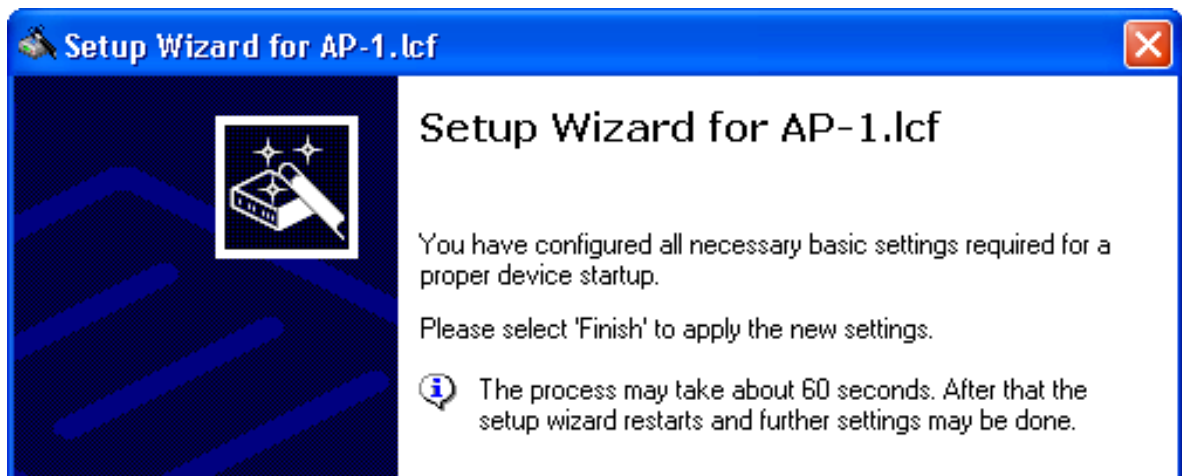 Setup Wizard for AP-1.lcf
Setup Wizard for AP-1.lcf
You have configured all necessary basic settings required for a
proper device startup.
Please select 'Finish' to apply the new settings.
The process may take about 60 seconds. After that the
setup wizard restarts and further settings may be done.